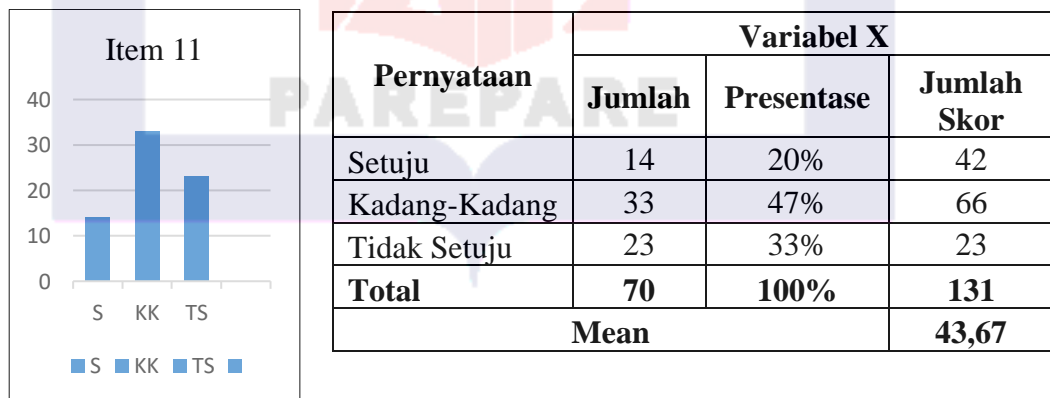 Item 11
40
30
20
10
0
S KK TS
S KK TS
PAREPARE
Pernyataan Variabel X
Jumlah Presentase Jumlah Skor
Setuju 14 20% 42
Kadang-Kadang 33 47% 66
Tidak Setuju 23 33% 23
Total 70 100% 131
Mean 43,67